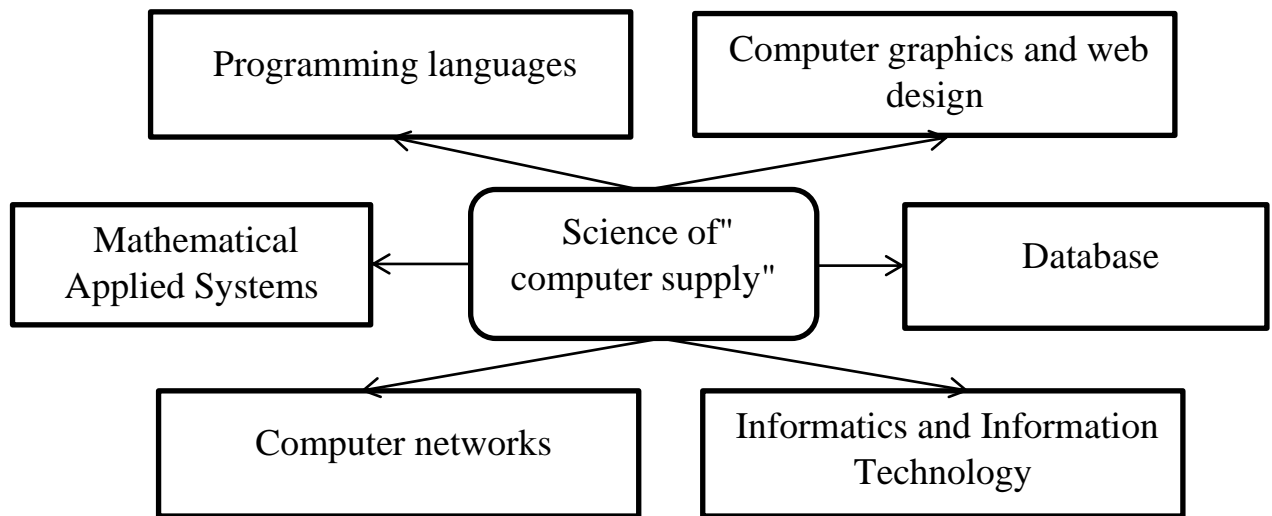 Programming languages
Computer graphics and web
design
Mathematical
Applied Systems
Science of"
computer supply"
Database
Computer networks
Informatics and Information
Technology